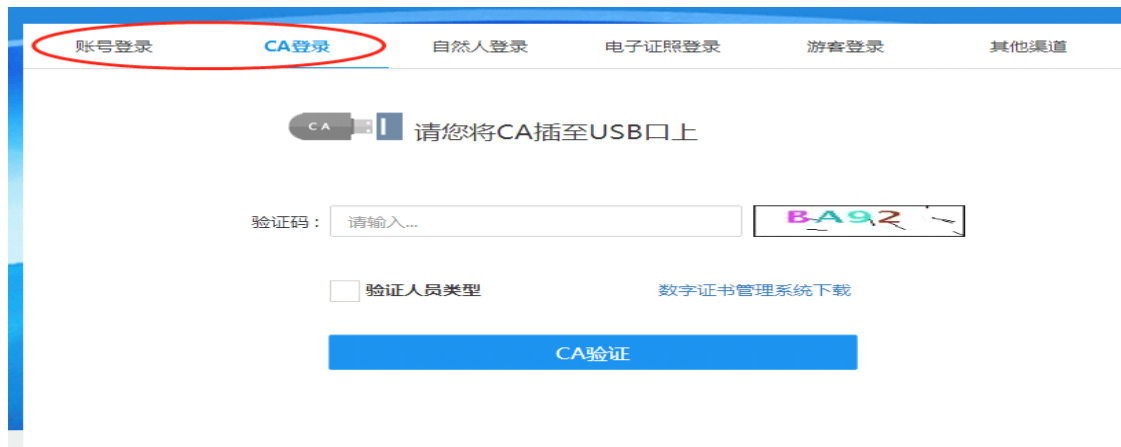 账号登录 CA登录 自然人登录 电子证照登录 游客登录 其他渠道
CA 请您将CA插至USB口上
验证码： 请输入... BA92
验证人员类型 数字证书管理系统下载
CA验证